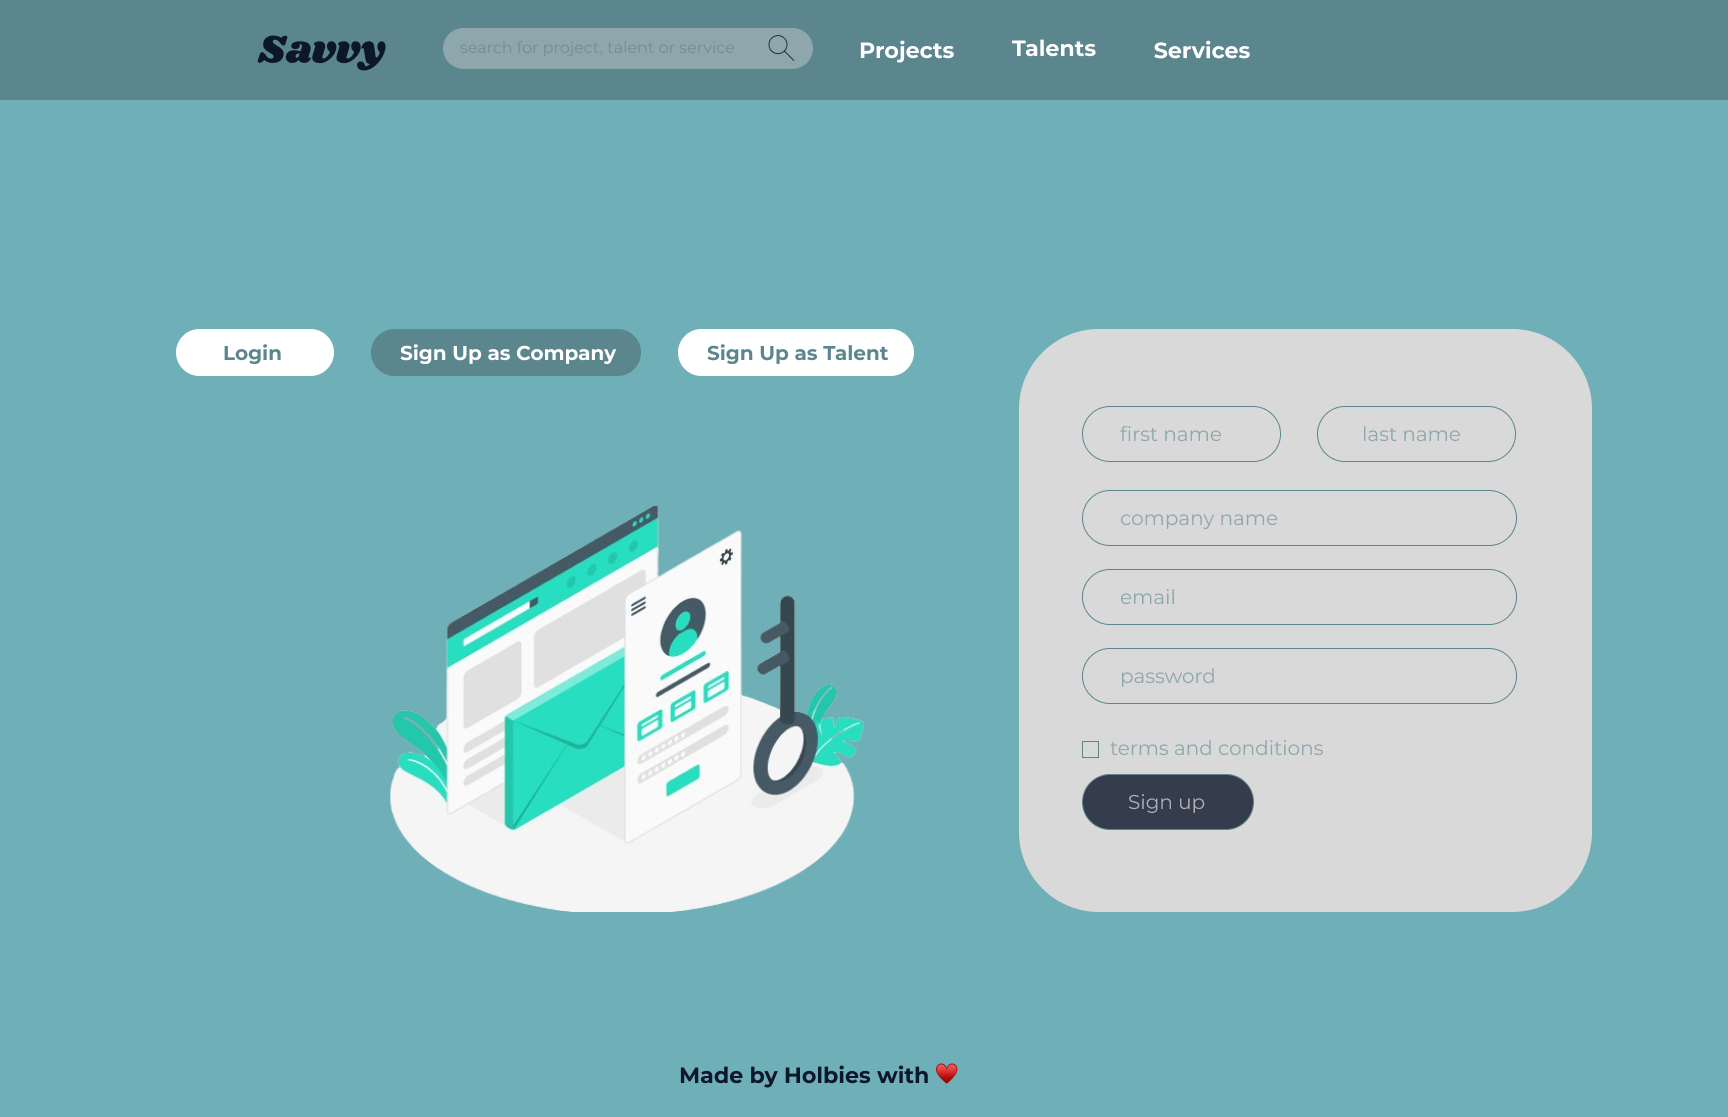 Savvy
search for project, talent or service
Projects
Talents
Services
Login
Sign Up as Company
Sign Up as Talent
first name
last name
company name
email
password
terms and conditions
Sign up
Made by Holbies with ❤️